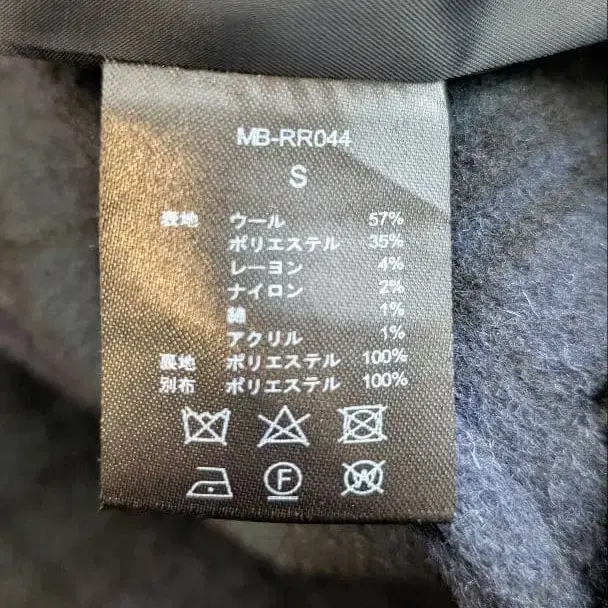 MB-RR044
S
表地 ウール 57%
ポリエステル 35%
レーヨン 4%
ナイロン 2%
綿 1%
アクリル 1%
裏地 ポリエステル 100%
別布 ポリエステル 100%
F W